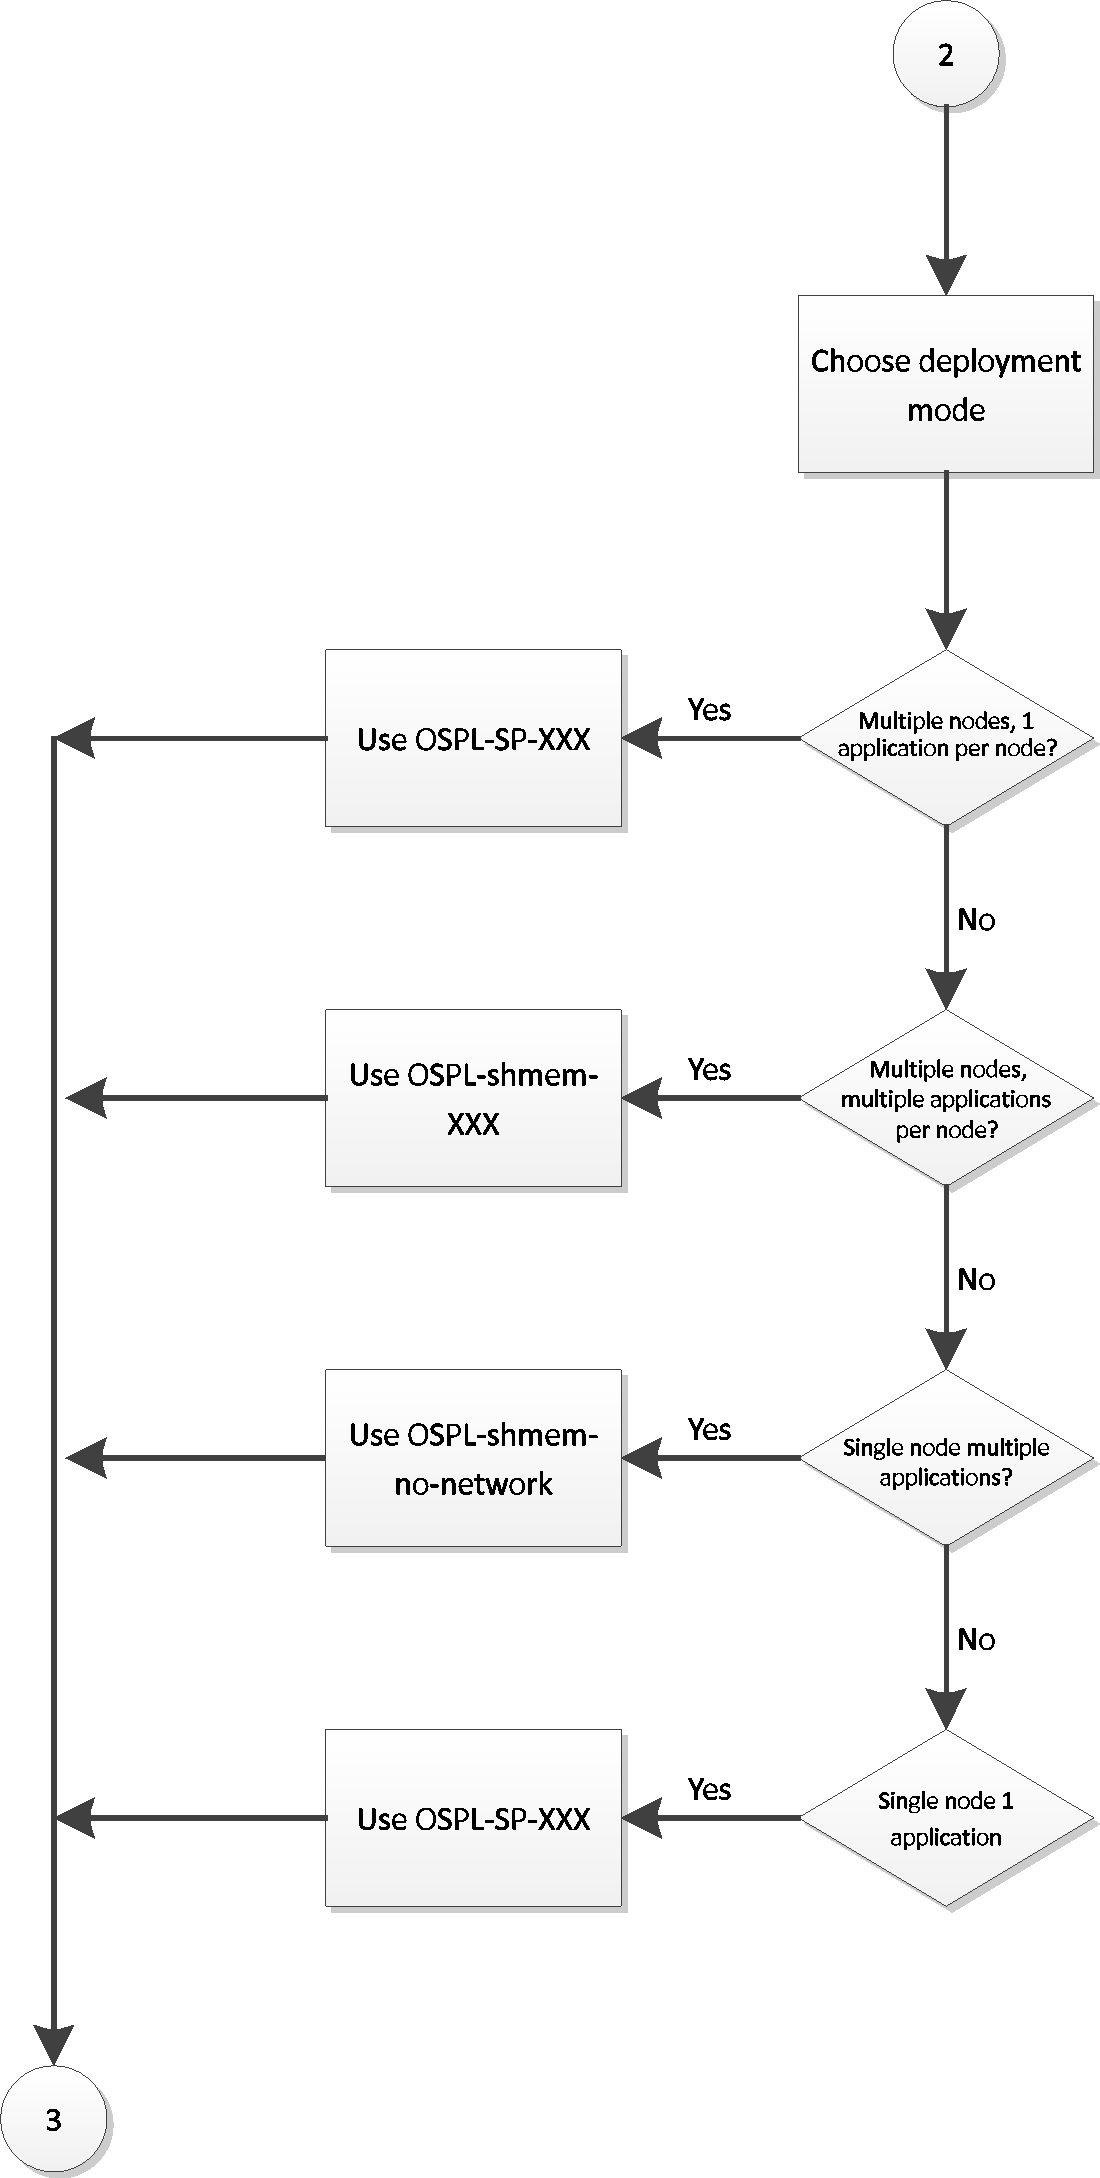 2
Choose deployment
mode
Multiple nodes, 1
application per node?
Yes
Use OSPL-SP-XXX
No
Multiple nodes,
multiple applications
per node?
Yes
Use OSPL-shmem-
XXX
No
Single node multiple
applications?
Yes
Use OSPL-shmem-
no-network
No
Single node 1
application
Yes
Use OSPL-SP-XXX
3